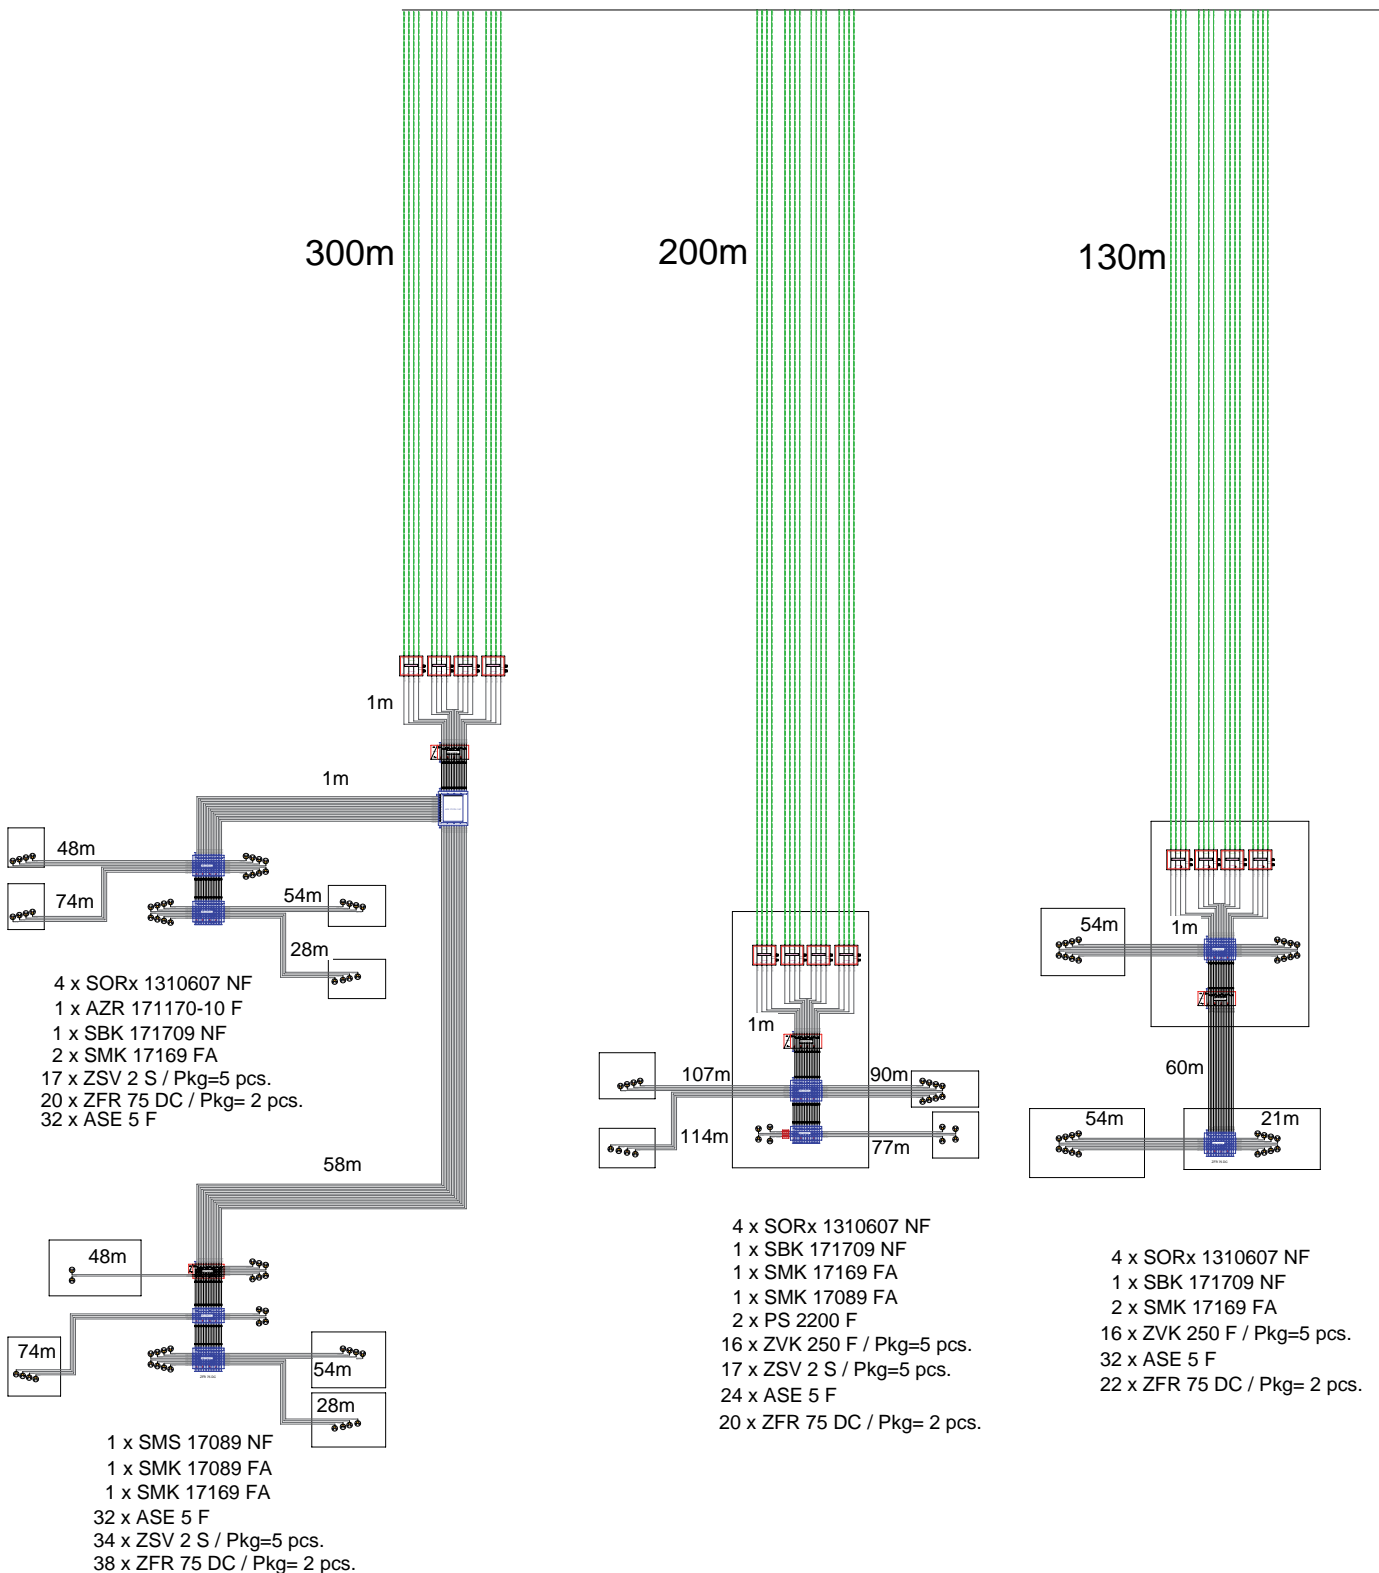 300m
200m
130m
1m
1m
48m
74m
54m
28m
4 x SORx 1310607 NF
1 x AZR 171170-10 F
1 x SBK 171709 NF
2 x SMK 17169 FA
17 x ZSV 2 S / Pkg=5 pcs.
20 x ZFR 75 DC / Pkg= 2 pcs.
32 x ASE 5 F
58m
48m
74m
54m
28m
1 x SMS 17089 NF
1 x SMK 17089 FA
1 x SMK 17169 FA
32 x ASE 5 F
34 x ZSV 2 S / Pkg=5 pcs.
38 x ZFR 75 DC / Pkg= 2 pcs.
1m
107m
90m
114m
77m
4 x SORx 1310607 NF
1 x SBK 171709 NF
1 x SMK 17169 FA
1 x SMK 17089 FA
2 x PS 2200 F
16 x ZVK 250 F / Pkg=5 pcs.
17 x ZSV 2 S / Pkg=5 pcs.
24 x ASE 5 F
20 x ZFR 75 DC / Pkg= 2 pcs.
54m
1m
60m
54m
21m
4 x SORx 1310607 NF
1 x SBK 171709 NF
2 x SMK 17169 FA
16 x ZVK 250 F / Pkg=5 pcs.
32 x ASE 5 F
22 x ZFR 75 DC / Pkg= 2 pcs.